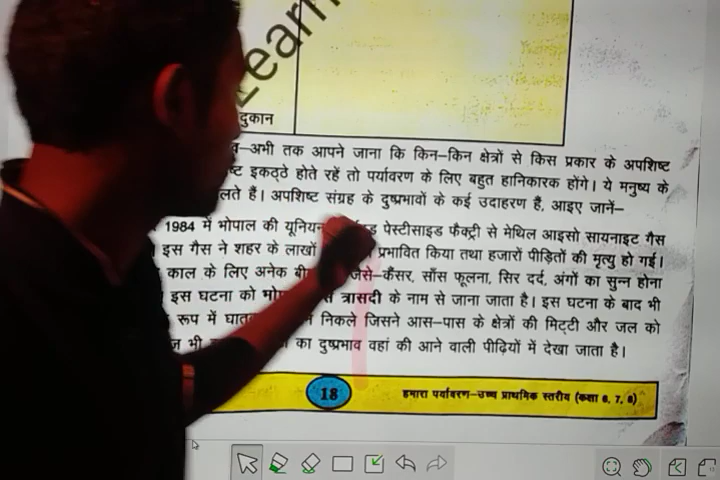 Learn
दुकान
–अभी तक आपने जाना कि किन–किन क्षेत्रों से किस प्रकार के अपशिष्ट
इकठ्ठे होते रहें तो पर्यावरण के लिए बहुत हानिकारक होंगे। ये मनुष्य के
हैं। अपशिष्ट संग्रह के दुष्प्रभावों के कई उदाहरण हैं, आइए जानें–
1984 में भोपाल की यूनियन पेस्टीसाइड फैक्ट्री से मेथिल आइसो सायनाइट गैस
इस गैस ने शहर के लाखों प्रभावित किया तथा हजारों पीड़ितों की मृत्यु हो गई।
काल के लिए अनेक जैसे–कैंसर, साँस फूलना, सिर दर्द, अंगों का सुन्न होना
इस घटना को त्रासदी के नाम से जाना जाता है। इस घटना के बाद भी
रूप में निकले जिसने आस–पास के क्षेत्रों की मिट्टी और जल को
भी का दुष्प्रभाव वहां की आने वाली पीढ़ियों में देखा जाता है।
18
हमारा पर्यावरण–उच्च प्राथमिक स्तरीय (कक्षा 6, 7, 8)